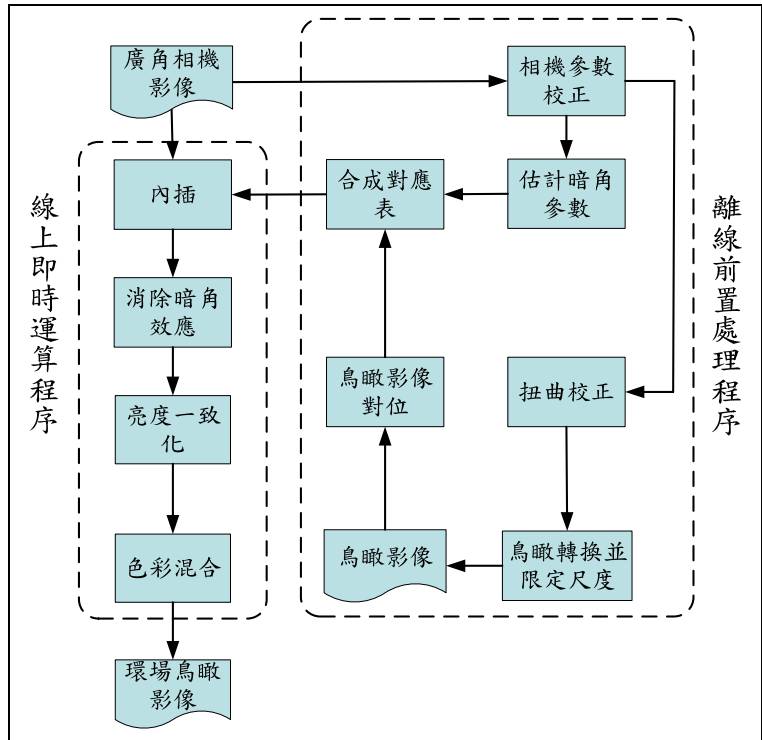 廣角相機
影像
相機參數
校正
內插
合成對應
表
估計暗角
參數
線上即時運算程序
離線前置處理程序
消除暗角
效應
鳥瞰影像
對位
扭曲校正
亮度一致
化
色彩混合
鳥瞰影像
鳥瞰轉換並
限定尺度
環場鳥瞰
影像